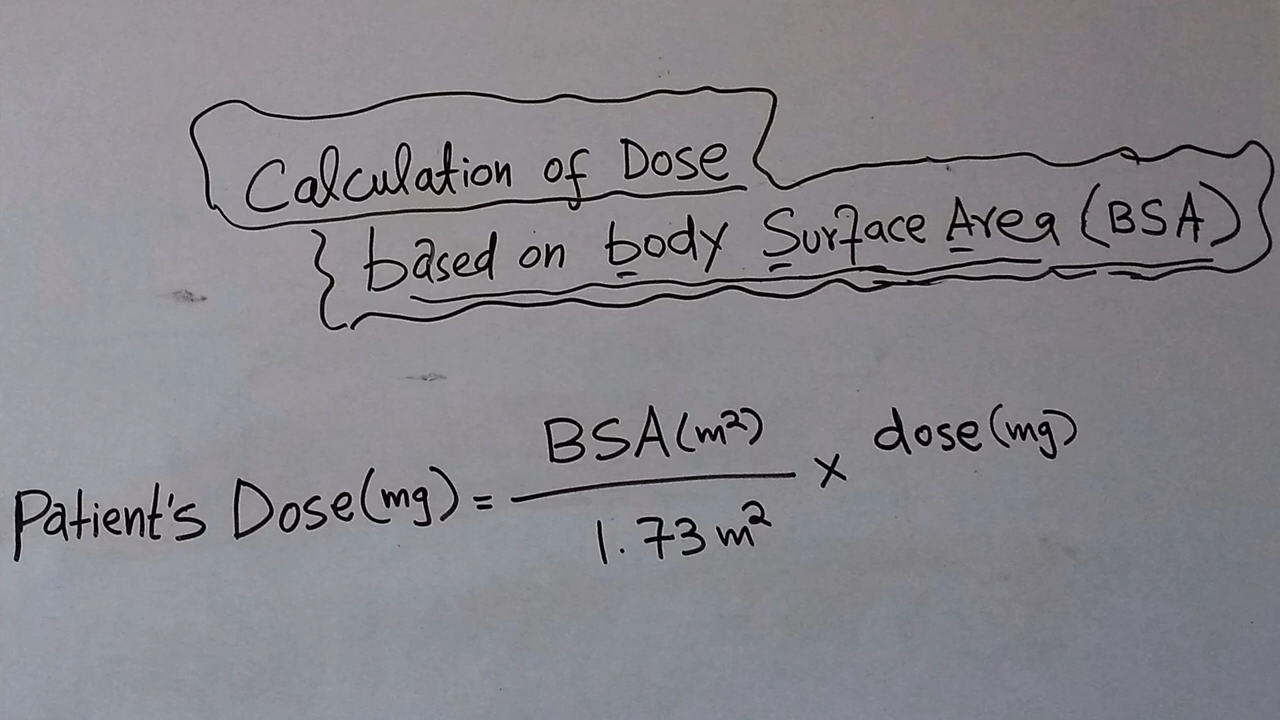 Calculation of Dose
based on body Surface Area (BSA)
Patient's Dose(mg) = BSA(m²) / 1.73 m² × dose(mg)